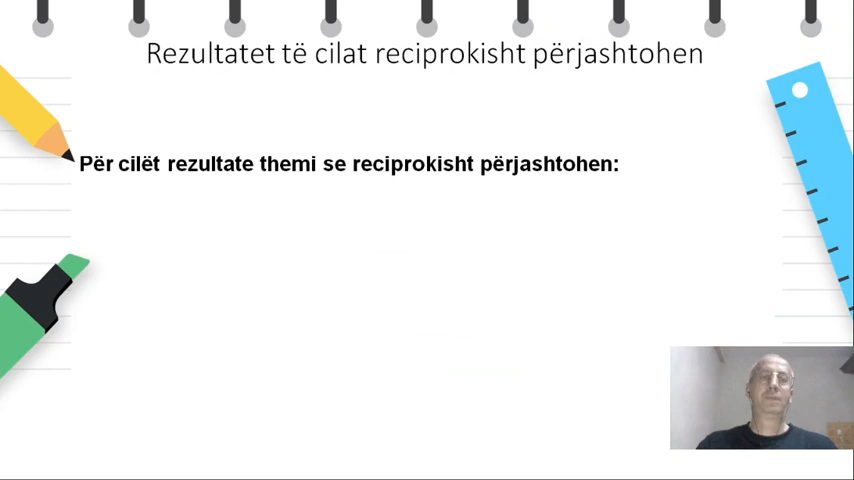 Rezultatet të cilat reciprokisht përjashtohen
Për cilët rezultate themi se reciprokisht përjashtohen: